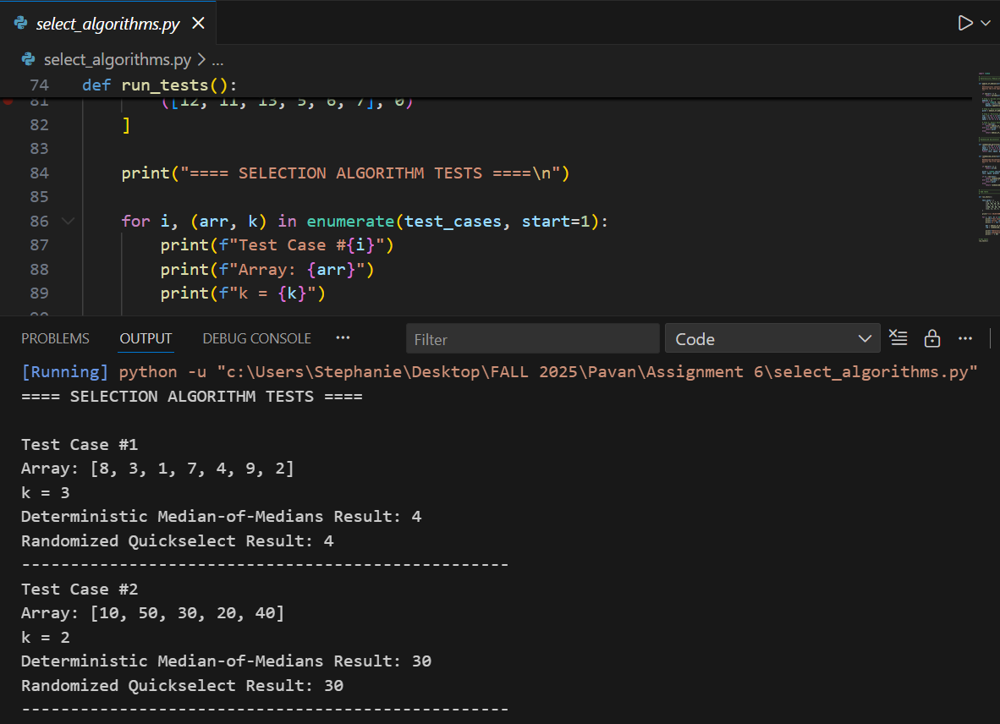 select_algorithms.py
select_algorithms.py > ...
74 def run_tests():
81 ([12, 11, 13, 5, 6, 7], 0)
82 ]
83
84 print("==== SELECTION ALGORITHM TESTS ====\n")
85
86 for i, (arr, k) in enumerate(test_cases, start=1):
87 print(f"Test Case #{i}")
88 print(f"Array: {arr}")
89 print(f"k = {k}")
PROBLEMS OUTPUT DEBUG CONSOLE ... Filter Code ...
[Running] python -u "c:\Users\Stephanie\Desktop\FALL 2025\Pavan\Assignment 6\select_algorithms.py"
==== SELECTION ALGORITHM TESTS ====
Test Case #1
Array: [8, 3, 1, 7, 4, 9, 2]
k = 3
Deterministic Median-of-Medians Result: 4
Randomized Quickselect Result: 4
--------------------------------------------------
Test Case #2
Array: [10, 50, 30, 20, 40]
k = 2
Deterministic Median-of-Medians Result: 30
Randomized Quickselect Result: 30
--------------------------------------------------